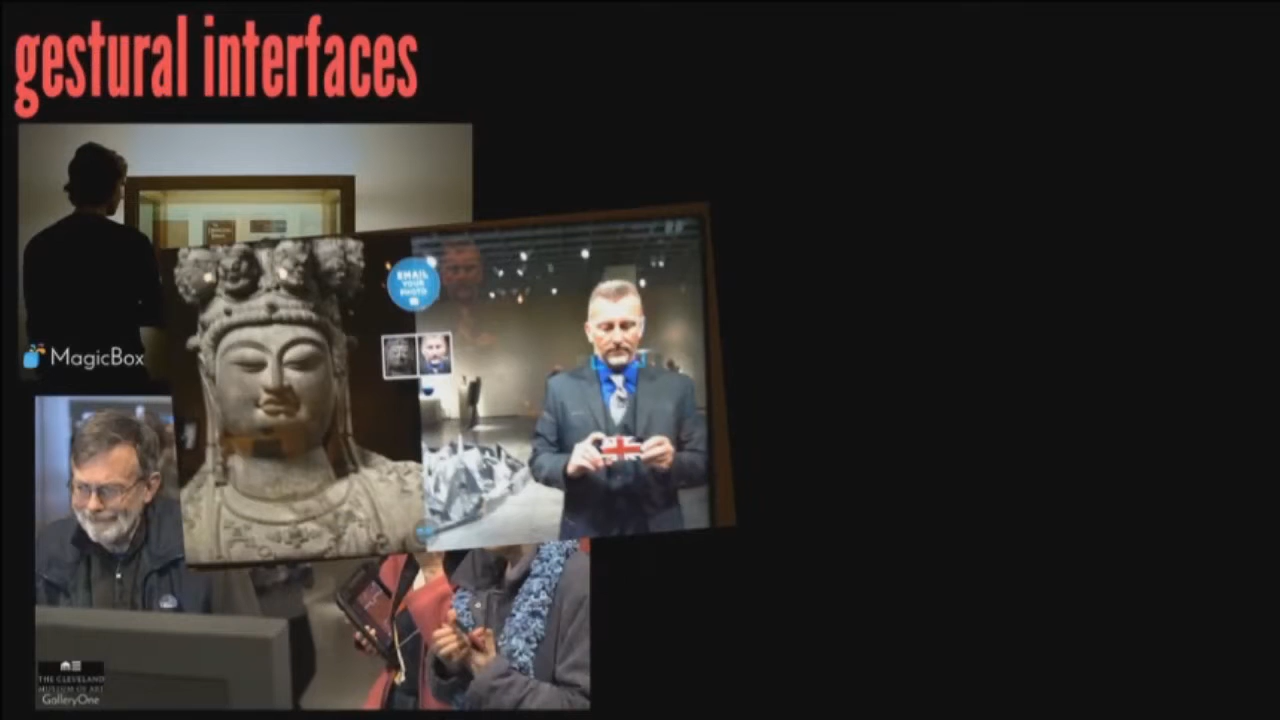 gestural interfaces
EMAIL
YOUR
PHOTO
MagicBox
THE CLEVELAND
MUSEUM OF ART
GalleryOne